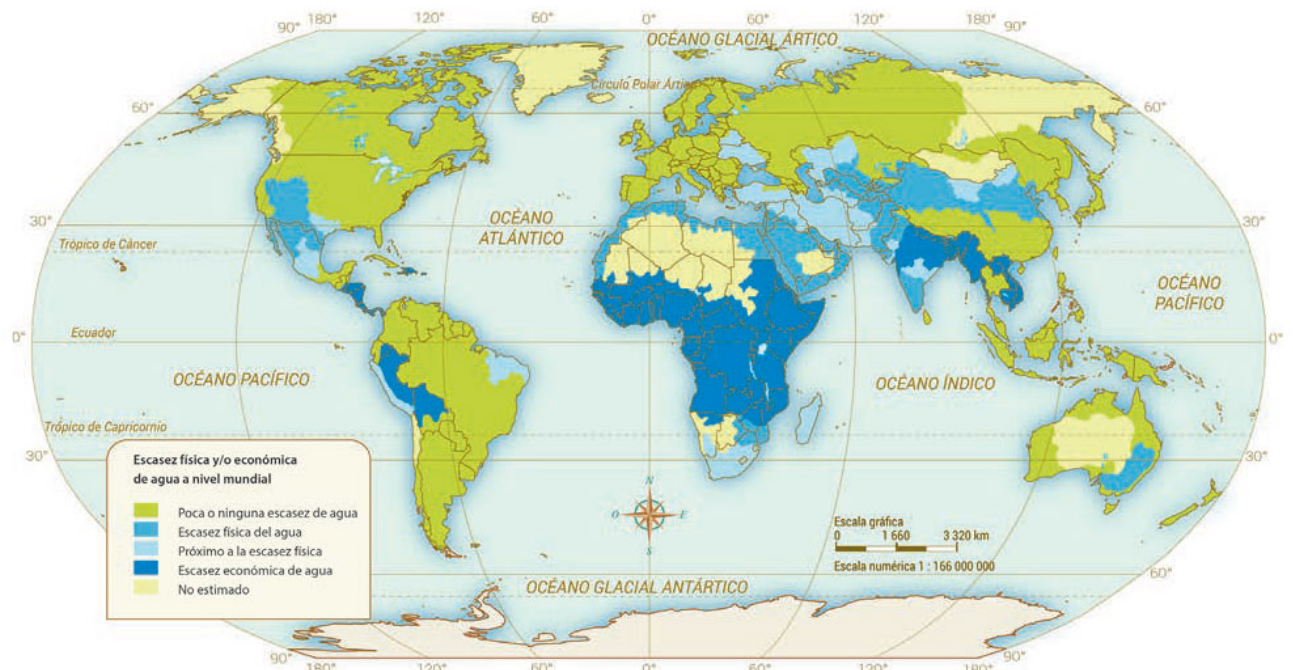 180° 120° 60° 0° 60° 120° 180°
90° 90°
OCÉANO GLACIAL ÁRTICO
Círculo Polar Ártico
60° 60°
OCÉANO
ATLÁNTICO
30° 30°
Trópico de Cáncer
OCÉANO
PACÍFICO
Ecuador
0° 0°
OCÉANO PACÍFICO
OCÉANO ÍNDICO
Trópico de Capricornio
30° 30°
Escasez física y/o económica
de agua a nivel mundial
Poca o ninguna escasez de agua
Escasez física del agua
Próximo a la escasez física
Escasez económica de agua
No estimado
N
O E
S
Escala gráfica
0 1 660 3 320 km
Escala numérica 1 : 166 000 000
60°
OCÉANO GLACIAL ANTÁRTICO
90° 90°
180° 120° 60° 0° 60° 120° 180°